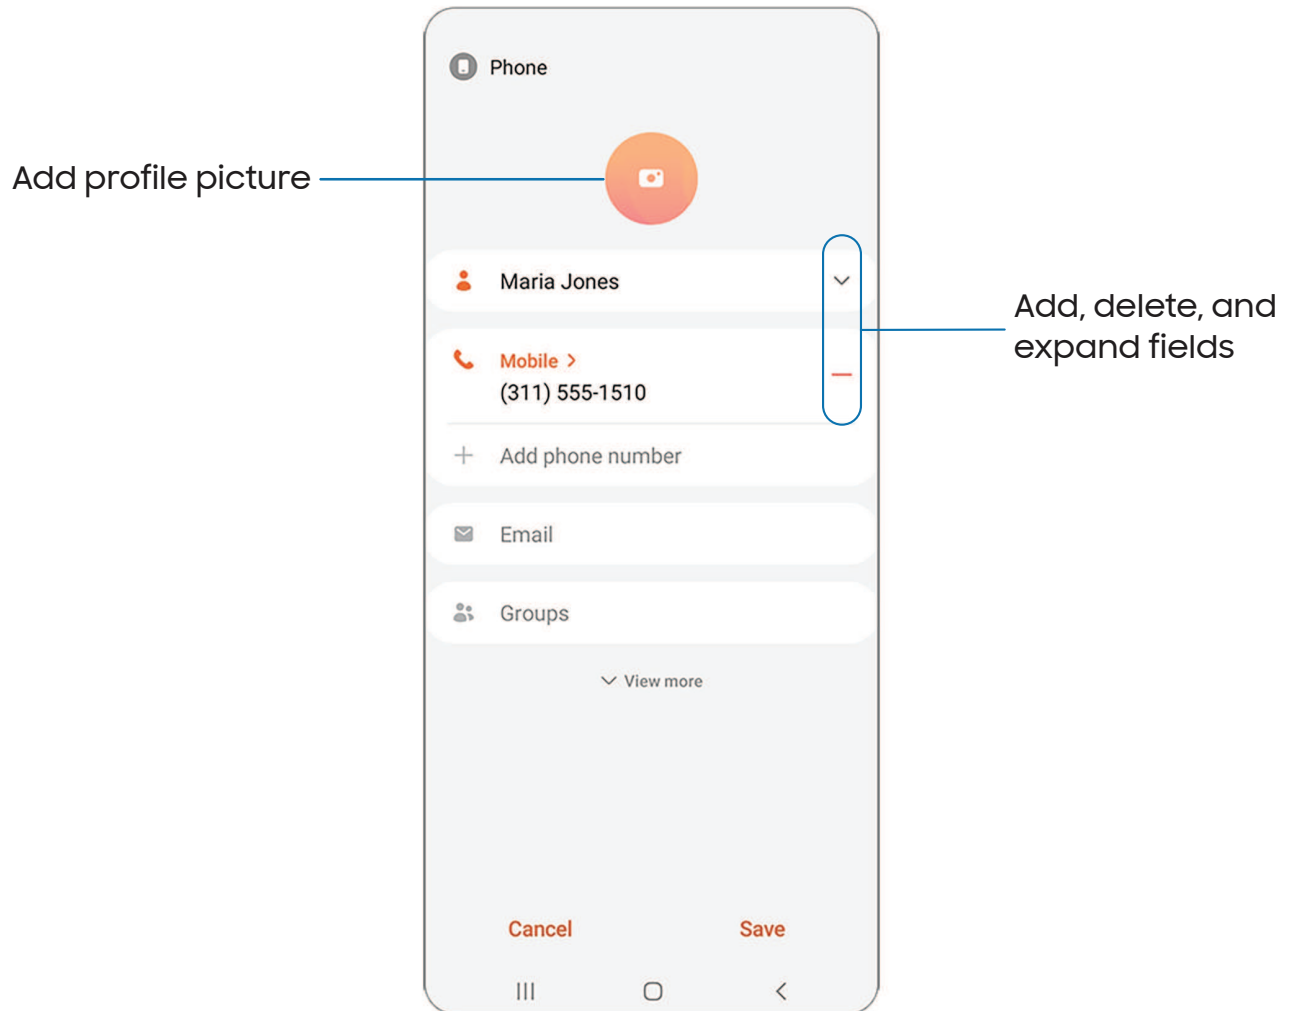 Phone
Add profile picture
Maria Jones
Add, delete, and
expand fields
Mobile >
(311) 555-1510
Add phone number
Email
Groups
View more
Cancel
Save